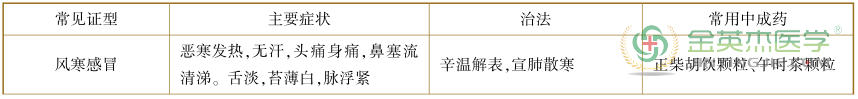 常见证型 主要症状 治法 常用中成药
风寒感冒 恶寒发热,无汗,头痛身痛,鼻塞流
清涕。舌淡,苔薄白,脉浮紧 辛温解表,宣肺散寒 正柴胡饮颗粒、午时茶颗粒
金英杰医学®